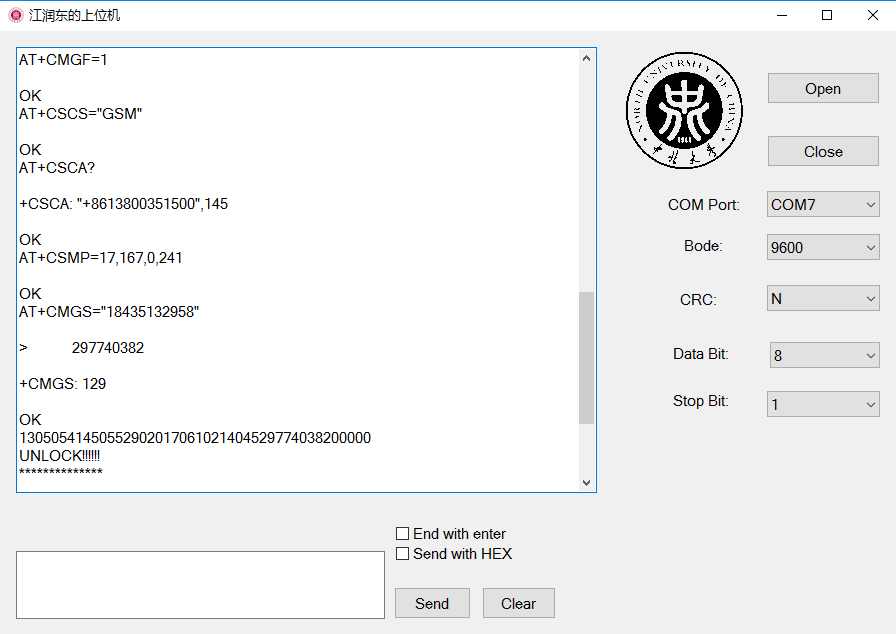 江润东的上位机
AT+CMGF=1
OK
AT+CSCS="GSM"
OK
AT+CSCA?
+CSCA: "+8613800351500",145
OK
AT+CSMP=17,167,0,241
OK
AT+CMGS="18435132958"
> 297740382
+CMGS: 129
OK
13050541450552902017061021404529774038200000
UNLOCK!!!!!!
**************
NORTH UNIVERSITY OF CHINA
1941
中北大学
Open
Close
COM Port: COM7
Bode: 9600
CRC: N
Data Bit: 8
Stop Bit: 1
End with enter
Send with HEX
Send
Clear